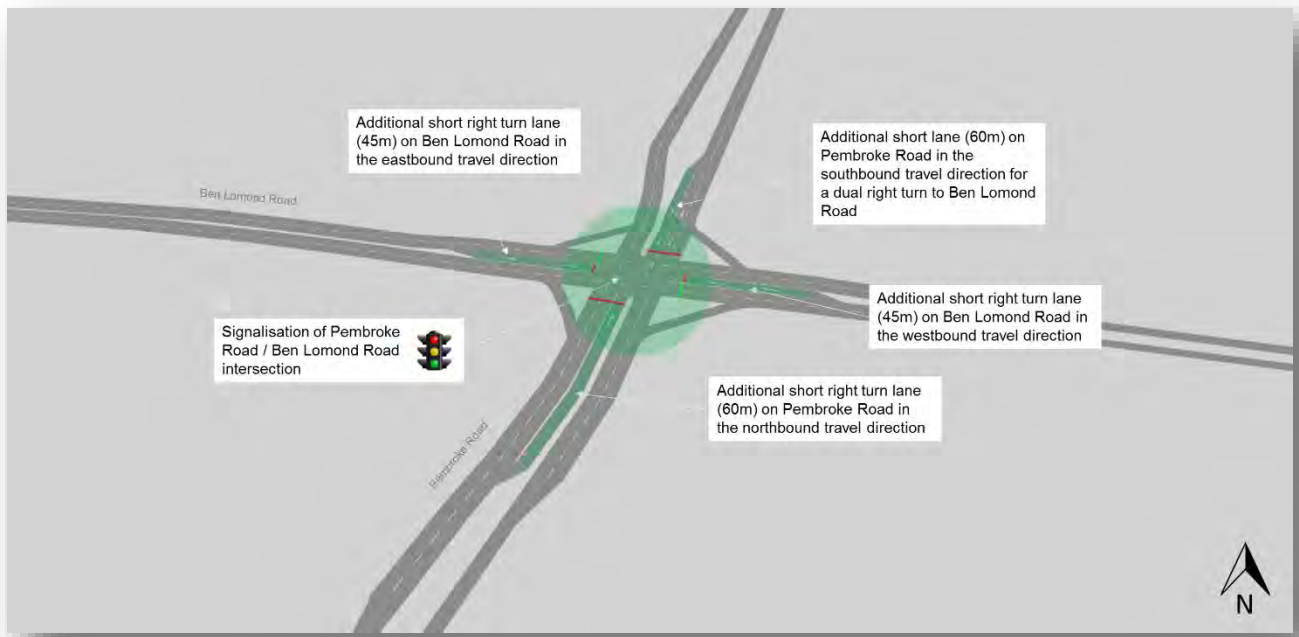 Additional short right turn lane
(45m) on Ben Lomond Road in
the eastbound travel direction
Additional short lane (60m) on
Pembroke Road in the
southbound travel direction for
a dual right turn to Ben Lomond
Road
Ben Lomond Road
Additional short right turn lane
(45m) on Ben Lomond Road in
the westbound travel direction
Signalisation of Pembroke
Road / Ben Lomond Road
intersection
Additional short right turn lane
(60m) on Pembroke Road in
the northbound travel direction
Pembroke Road
N